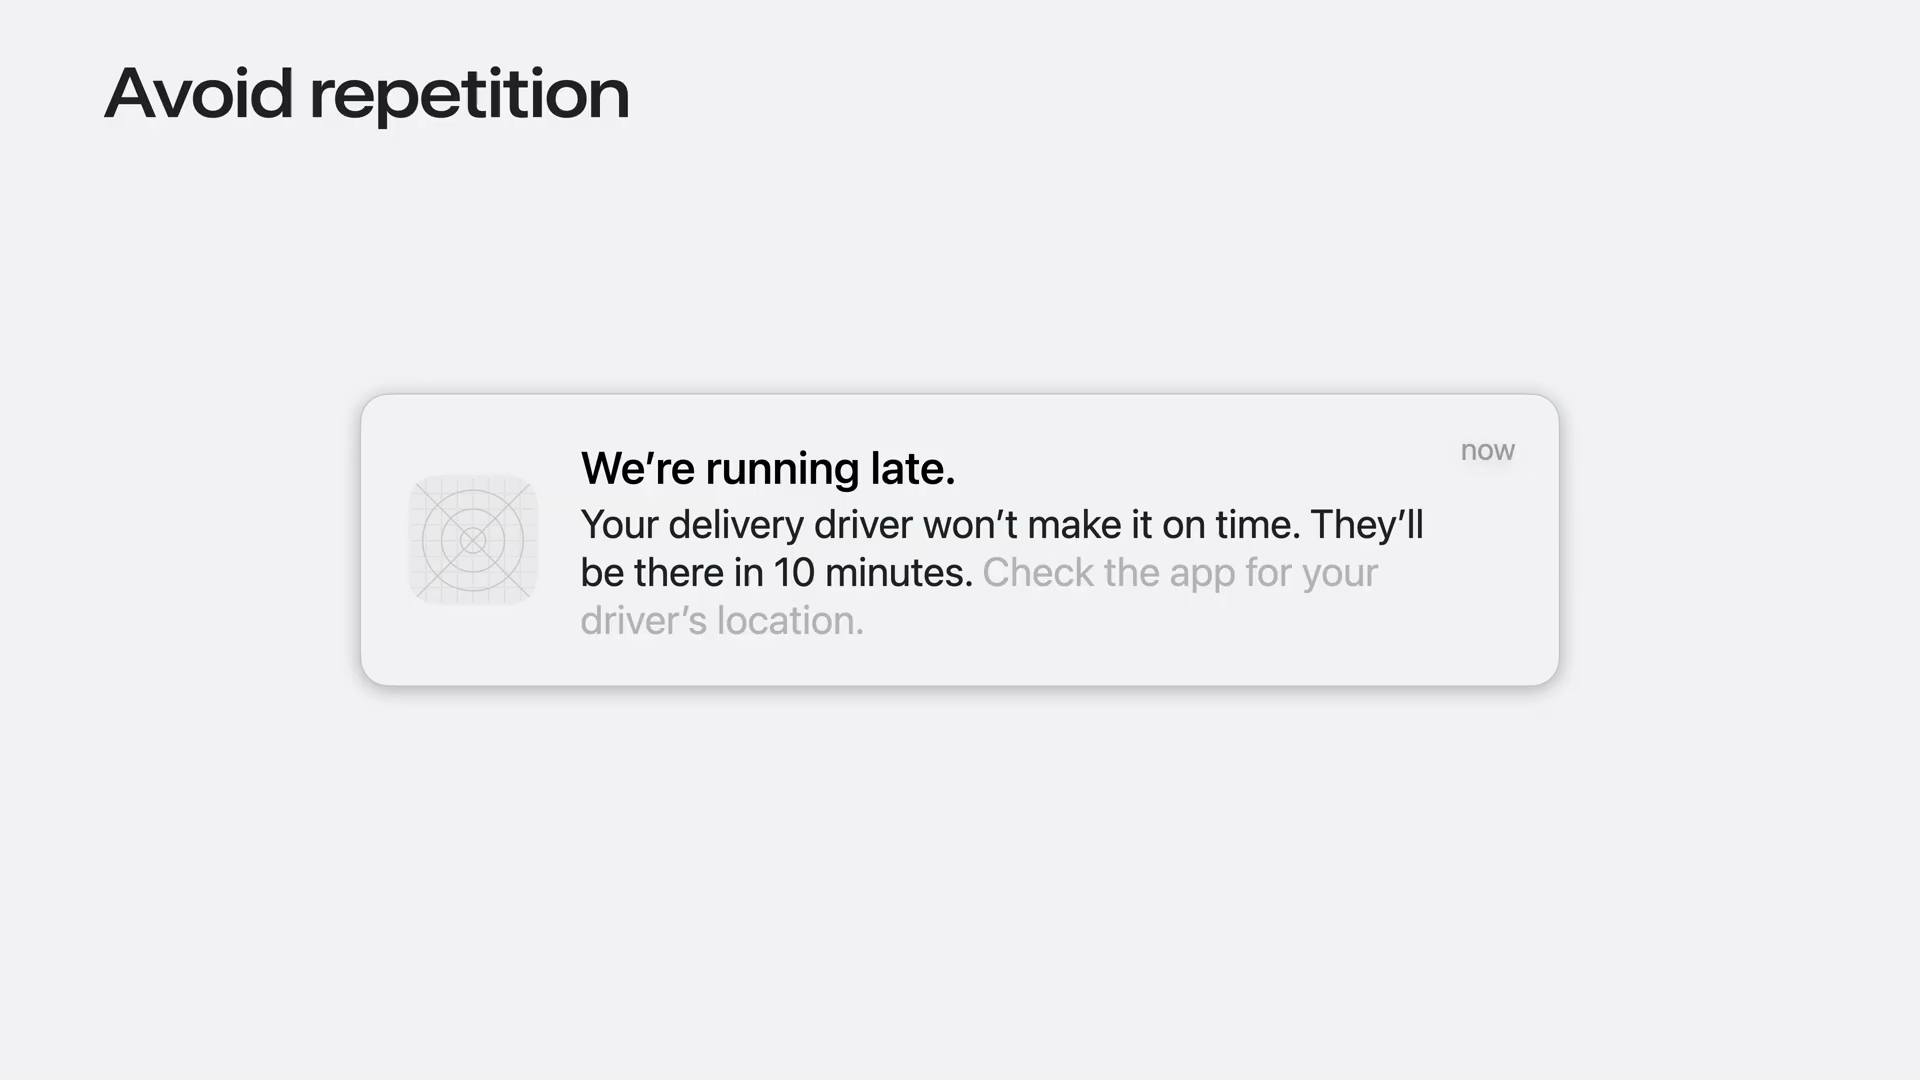 Avoid repetition
We’re running late.
now
Your delivery driver won’t make it on time. They’ll
be there in 10 minutes. Check the app for your
driver’s location.